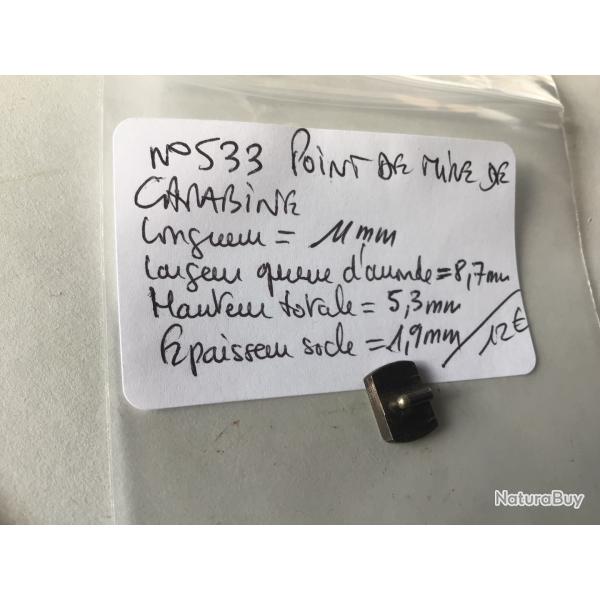 N°533 POINT DE MIRE DE
CARABINE
Longueur = 11mm
Largeur queue d'aronde = 8,7mm
Hauteur totale = 5,3mm
Epaisseur socle = 1,9mm / 12€
NaturaBuy